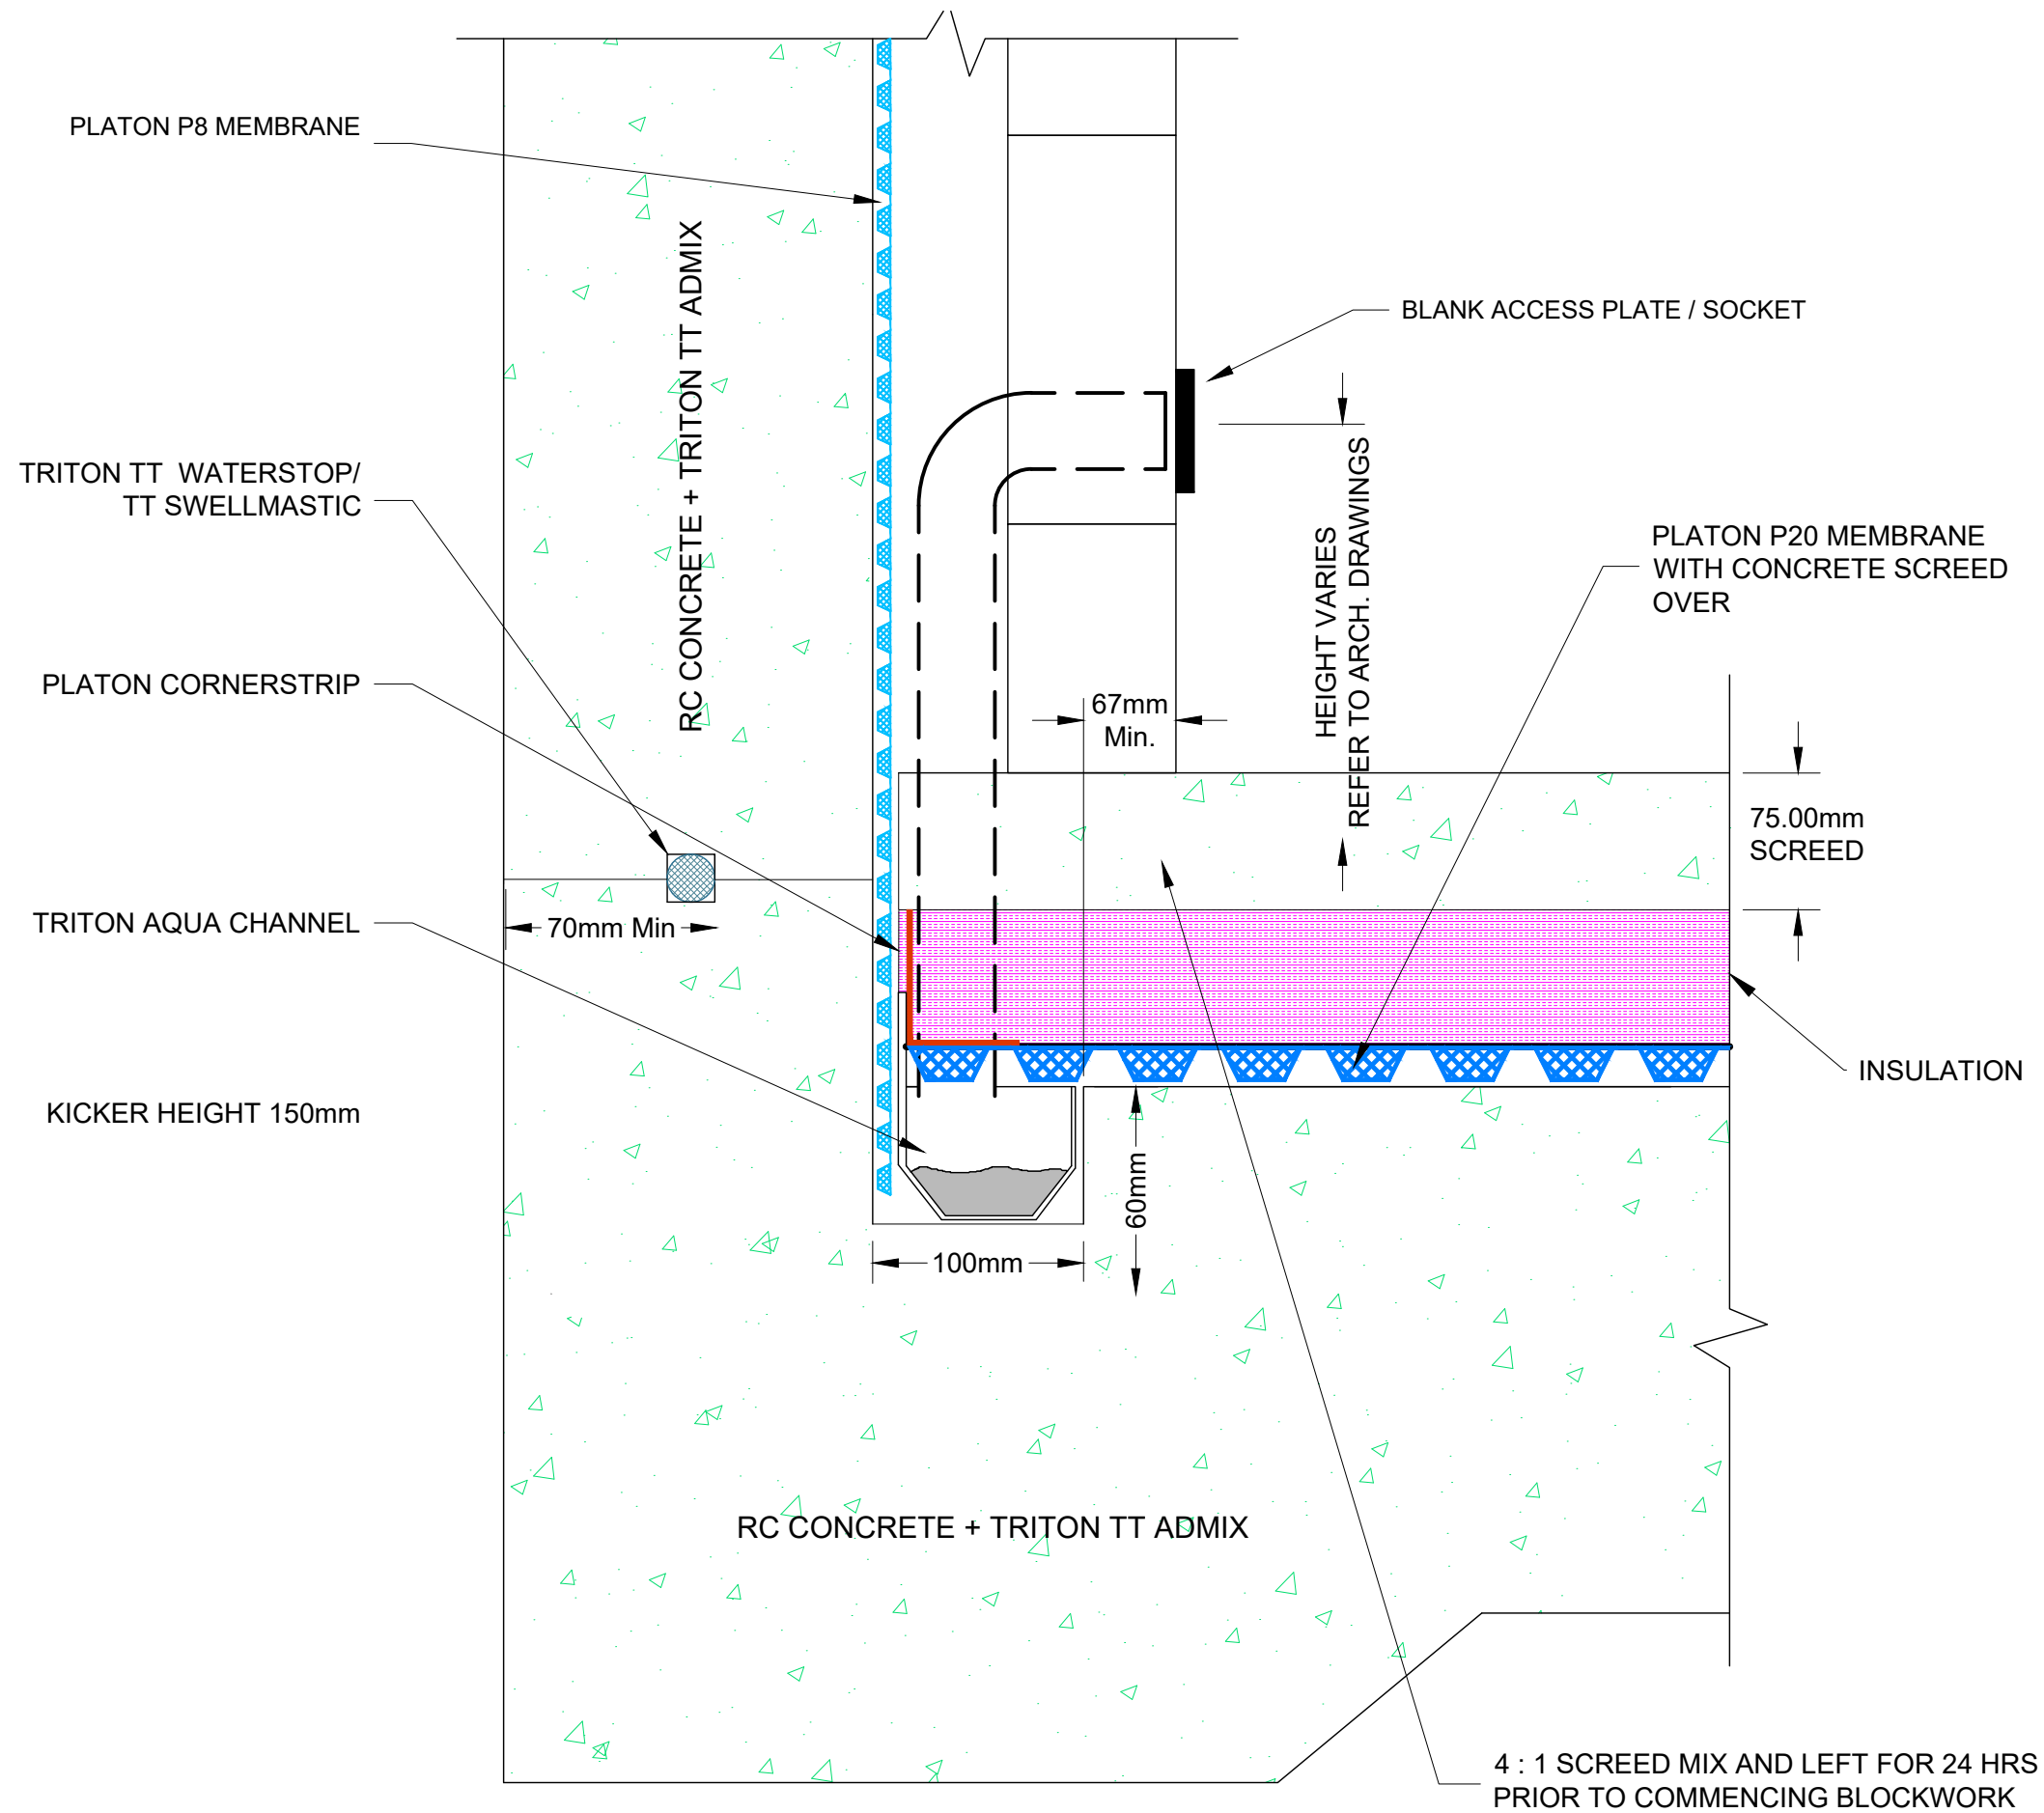 PLATON P8 MEMBRANE
RC CONCRETE + TRITON TT ADMIX
BLANK ACCESS PLATE / SOCKET
TRITON TT WATERSTOP/
TT SWELLMASTIC
HEIGHT VARIES
REFER TO ARCH. DRAWINGS
PLATON P20 MEMBRANE
WITH CONCRETE SCREED
OVER
PLATON CORNERSTRIP
67mm
Min.
75.00mm
SCREED
TRITON AQUA CHANNEL
70mm Min
INSULATION
KICKER HEIGHT 150mm
60mm
100mm
RC CONCRETE + TRITON TT ADMIX
4 : 1 SCREED MIX AND LEFT FOR 24 HRS
PRIOR TO COMMENCING BLOCKWORK